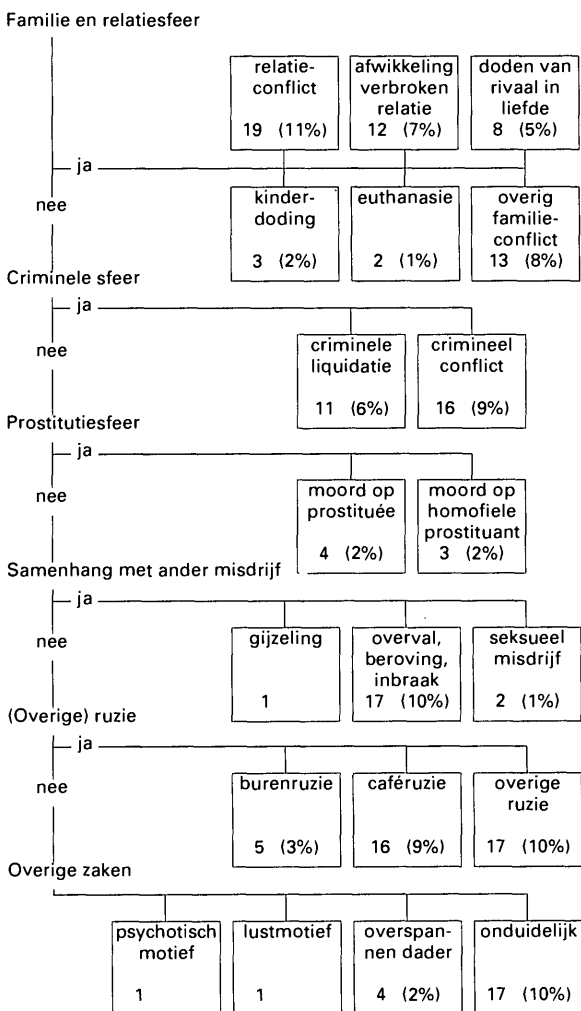 Familie en relatiesfeer
relatie-
conflict
19 (11%)
afwikkeling
verbroken
relatie
12 (7%)
doden van
rivaal in
liefde
8 (5%)
ja
nee
kinder-
doding
3 (2%)
euthanasie
2 (1%)
overig
familie-
conflict
13 (8%)
Criminele sfeer
ja
nee
criminele
liquidatie
11 (6%)
crimineel
conflict
16 (9%)
Prostitutiesfeer
ja
nee
moord op
prostituée
4 (2%)
moord op
homofiele
prostituant
3 (2%)
Samenhang met ander misdrijf
ja
nee
gijzeling
1
overval,
beroving,
inbraak
17 (10%)
seksueel
misdrijf
2 (1%)
(Overige) ruzie
ja
nee
burenruzie
5 (3%)
caféruzie
16 (9%)
overige
ruzie
17 (10%)
Overige zaken
psychotisch
motief
1
lustmotief
1
overspan-
nen dader
4 (2%)
onduidelijk
17 (10%)